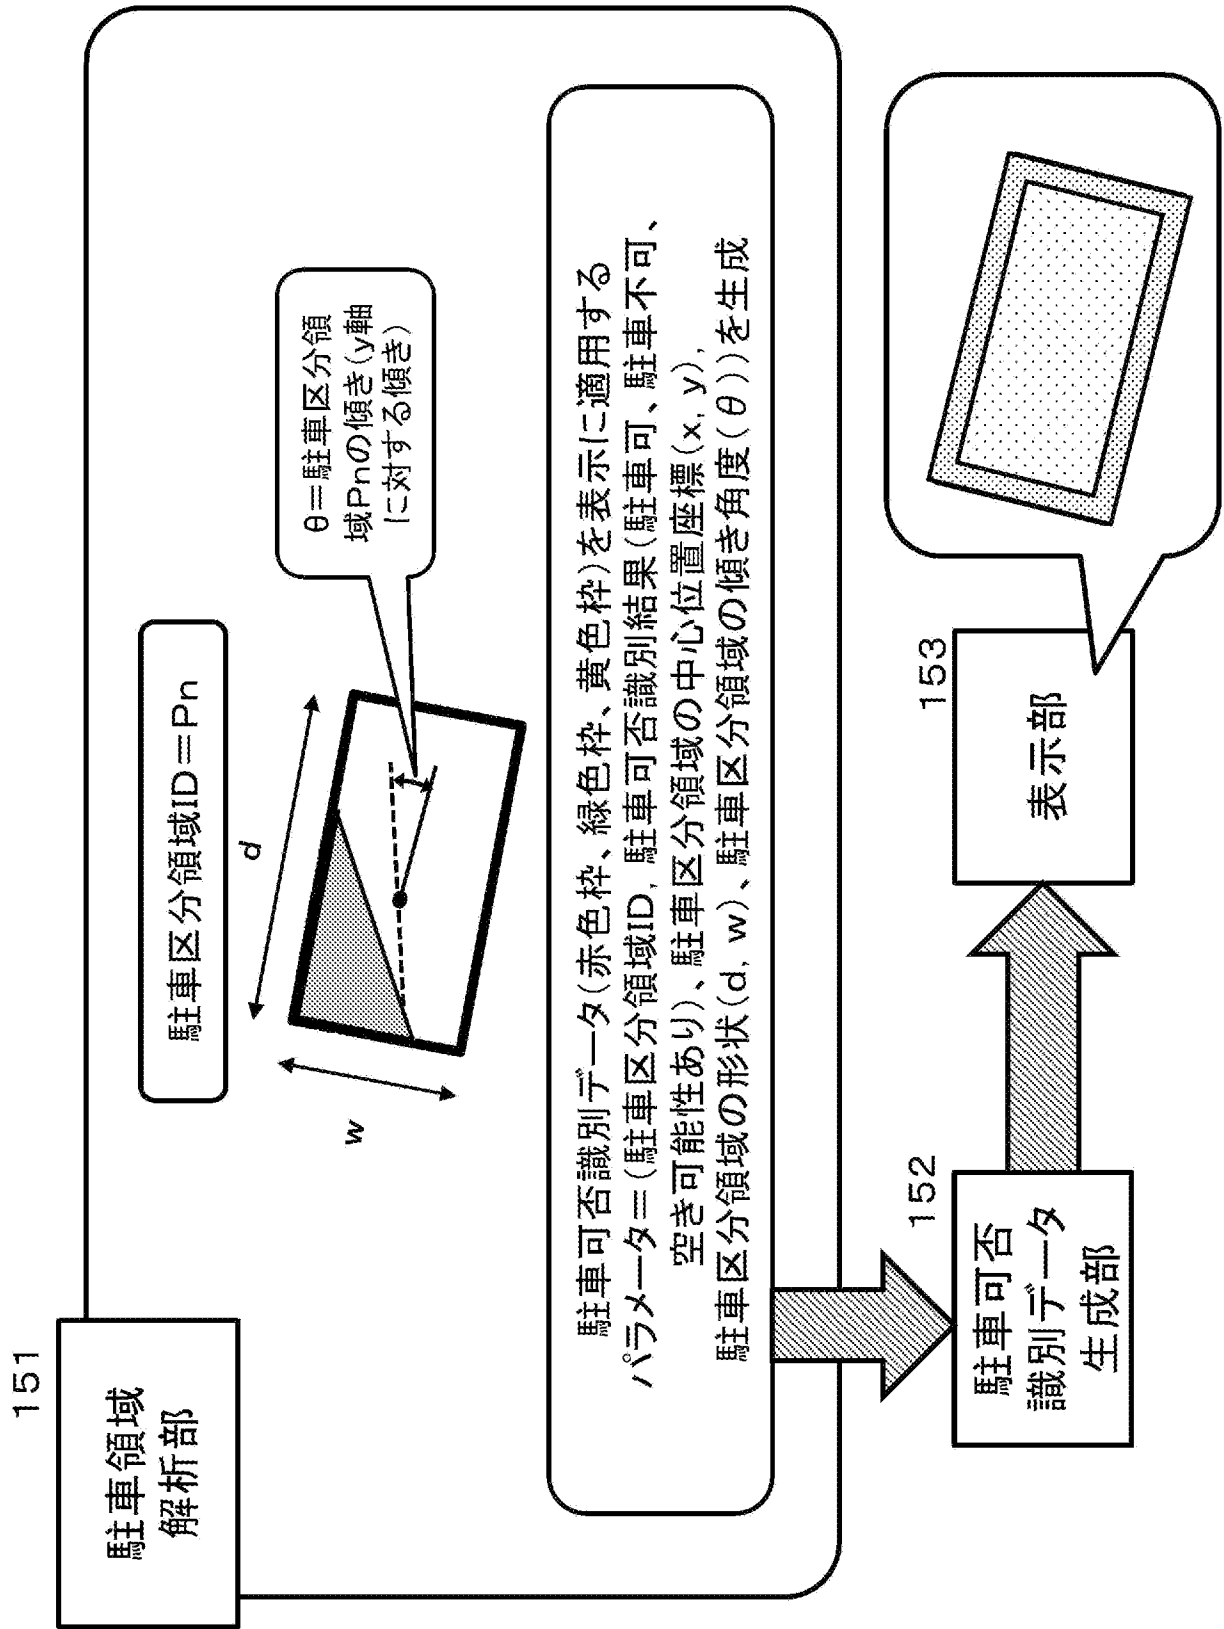 151
駐車領域
解析部
駐車区分領域ID＝Pn
d
w
θ＝駐車区分領
域Pnの傾き(y軸
に対する傾き)
駐車可否識別データ(赤色枠、緑色枠、黄色枠)を表示に適用する
パラメータ＝(駐車区分領域ID, 駐車可否識別結果(駐車可、駐車不可、
空き可能性あり)、駐車区分領域の中心位置座標(x, y),
駐車区分領域の形状(d, w)、駐車区分領域の傾き角度(θ))を生成
152
駐車可否
識別データ
生成部
153
表示部